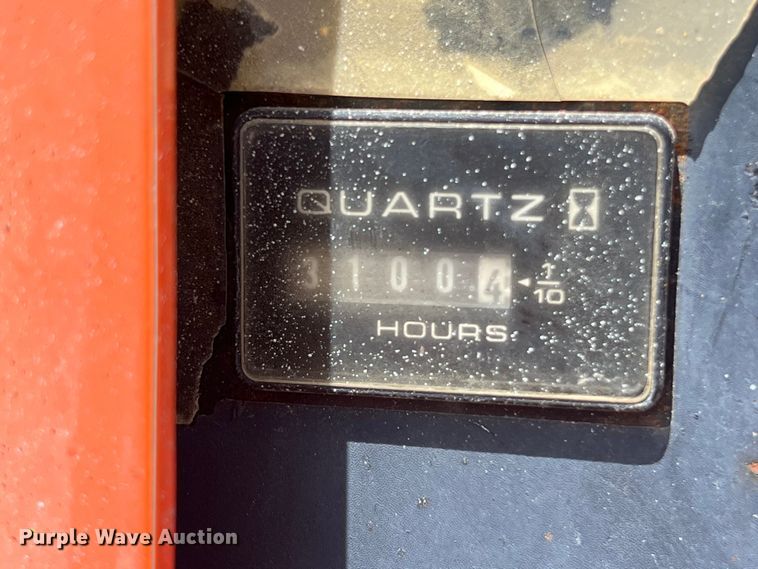 QUARTZ
31004 1/10
HOURS
Purple Wave Auction